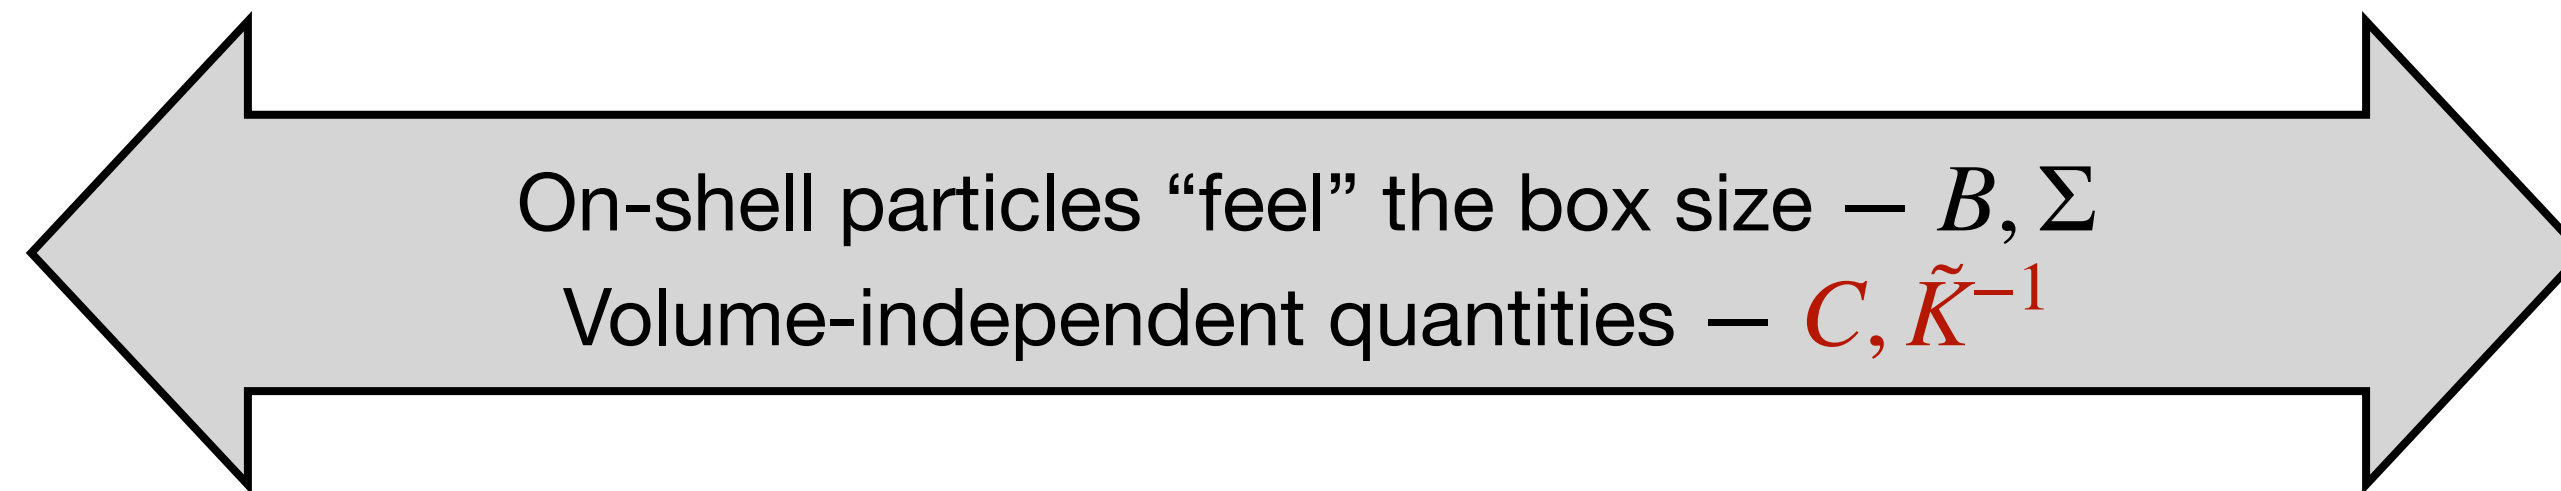 On-shell particles “feel” the box size — B, Σ
Volume-independent quantities — C, K̃⁻¹